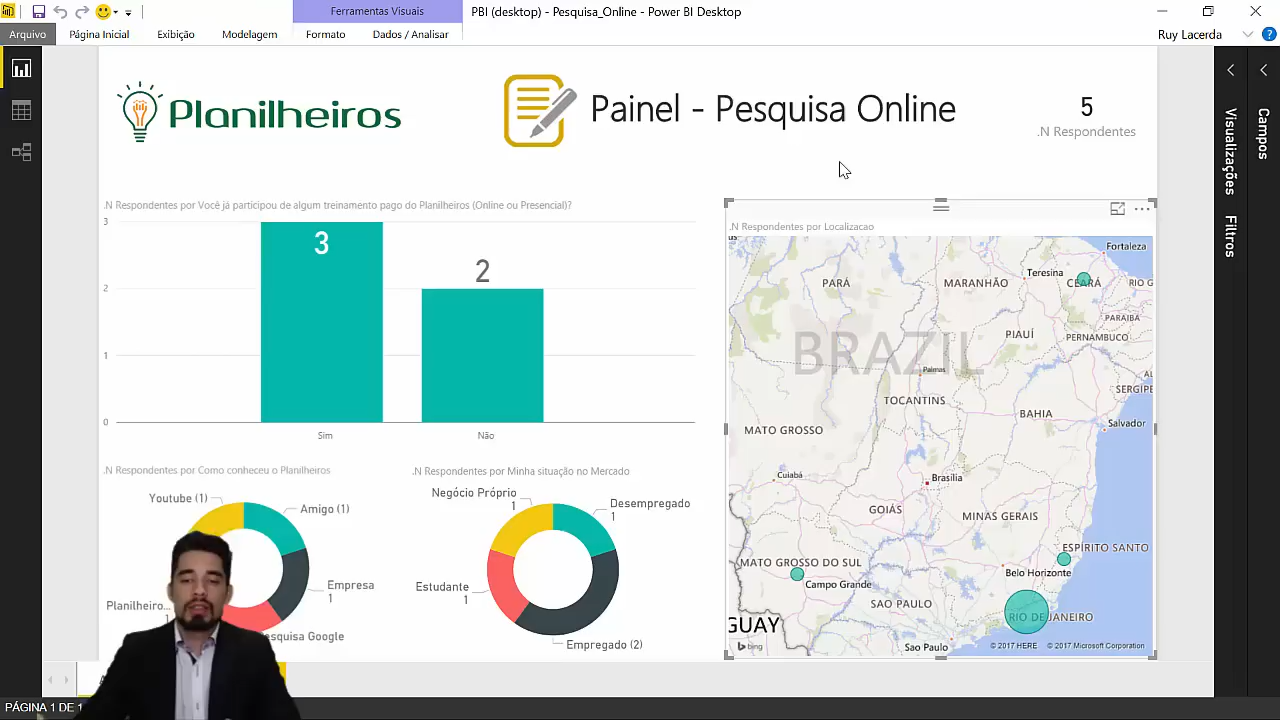 Ferramentas Visuais
PBI (desktop) - Pesquisa_Online - Power BI Desktop
Arquivo
Página Inicial
Exibição
Modelagem
Formato
Dados / Analisar
Ruy Lacerda
?
Planilheiros
Painel - Pesquisa Online
5
.N Respondentes
Visualizações
Filtros
Campos
.N Respondentes por Você já participou de algum treinamento pago do Planilheiros (Online ou Presencial)?
3
2
1
0
3
2
Sim
Não
.N Respondentes por Como conheceu o Planilheiros
Youtube (1)
Amigo (1)
Empresa
1
Planilheiro...
esquisa Google
.N Respondentes por Minha situação no Mercado
Negócio Próprio
1
Desempregado
1
Estudante
1
Empregado (2)
.N Respondentes por Localizacao
Fortaleza
Teresina
CEARÁ
RIO G
PARÁ
MARANHÃO
PARAIBA
PIAUÍ
PERNAMBUCO
BRAZIL
Palmas
AL
SERGIPE
TOCANTINS
BAHIA
Salvador
MATO GROSSO
Cuiabá
Brasília
GOIÁS
MINAS GERAIS
ESPÍRITO SANTO
MATO GROSSO DO SUL
Belo Horizonte
Campo Grande
SAO PAULO
RIO DE JANEIRO
GUAY
Sao Paulo
bing
© 2017 HERE
© 2017 Microsoft Corporation
PÁGINA 1 DE 1